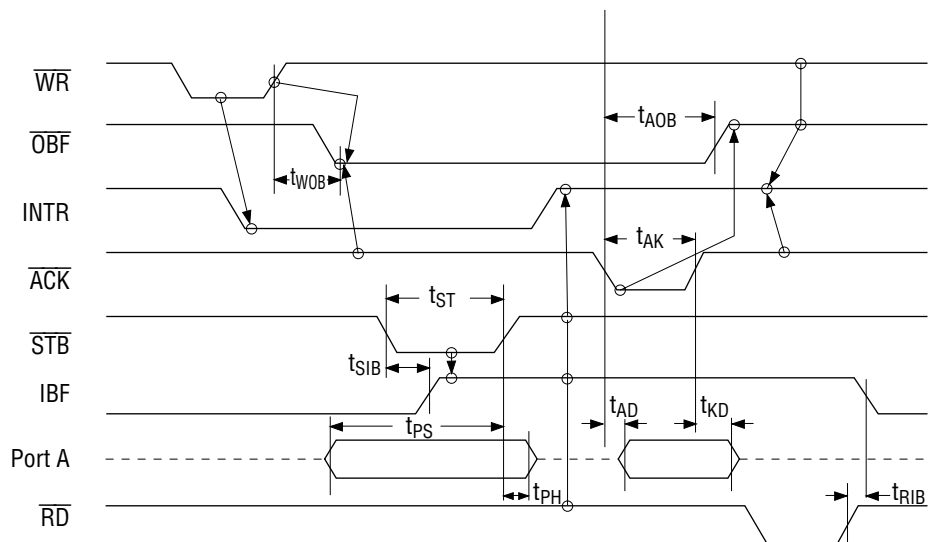 WR
tAOB
OBF
tWOB
INTR
tAK
ACK
tST
STB
tSIB
IBF
tAD tKD
tPS
Port A
tPH tRIB
RD